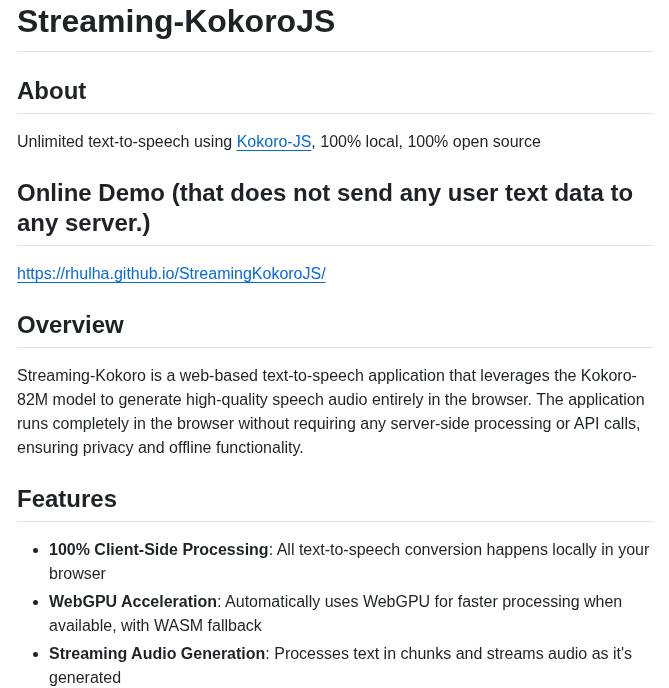 Streaming-KokoroJS
About
Unlimited text-to-speech using Kokoro-JS, 100% local, 100% open source
Online Demo (that does not send any user text data to
any server.)
https://rhulha.github.io/StreamingKokoroJS/
Overview
Streaming-Kokoro is a web-based text-to-speech application that leverages the Kokoro-
82M model to generate high-quality speech audio entirely in the browser. The application
runs completely in the browser without requiring any server-side processing or API calls,
ensuring privacy and offline functionality.
Features
• 100% Client-Side Processing: All text-to-speech conversion happens locally in your
browser
• WebGPU Acceleration: Automatically uses WebGPU for faster processing when
available, with WASM fallback
• Streaming Audio Generation: Processes text in chunks and streams audio as it's
generated